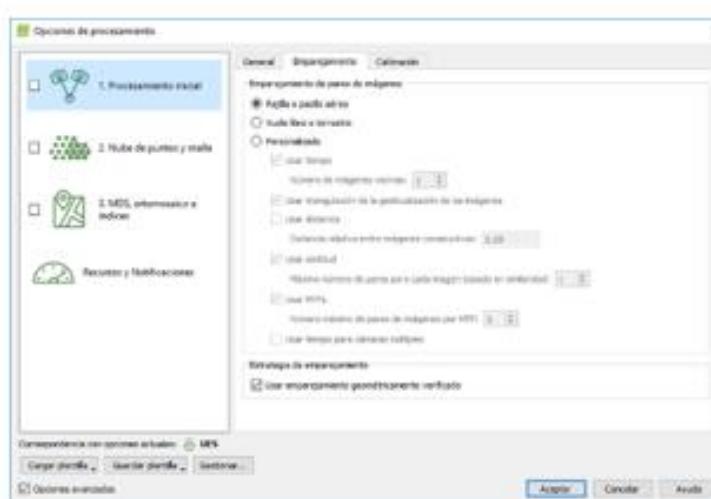 Opciones de procesamiento
1. Procesamiento inicial
2. Nube de puntos y malla
3. MDS, ortomosaico e
índices
Recursos y Notificaciones
General Emparejamiento Calibración
Emparejamiento de pares de imágenes
Rejilla o pasillo aéreo
Vuelo libre o terrestre
Personalizado
Usar tiempo
Número de imágenes vecinas:
Usar triangulación de la geolocalización de las imágenes
Usar distancia
Distancia relativa entre imágenes consecutivas:
Usar similitud
Máximo número de pares para cada imagen basado en similaridad:
Usar MTPs
Número máximo de pares de imágenes por MTP:
Usar tiempo para cámaras múltiples
Estrategia de emparejamiento
Usar emparejamiento geométricamente verificado
Correspondencia con opciones actuales:
Cargar plantilla Guardar plantilla Gestionar...
Opciones avanzadas
Aceptar Cancelar Ayuda